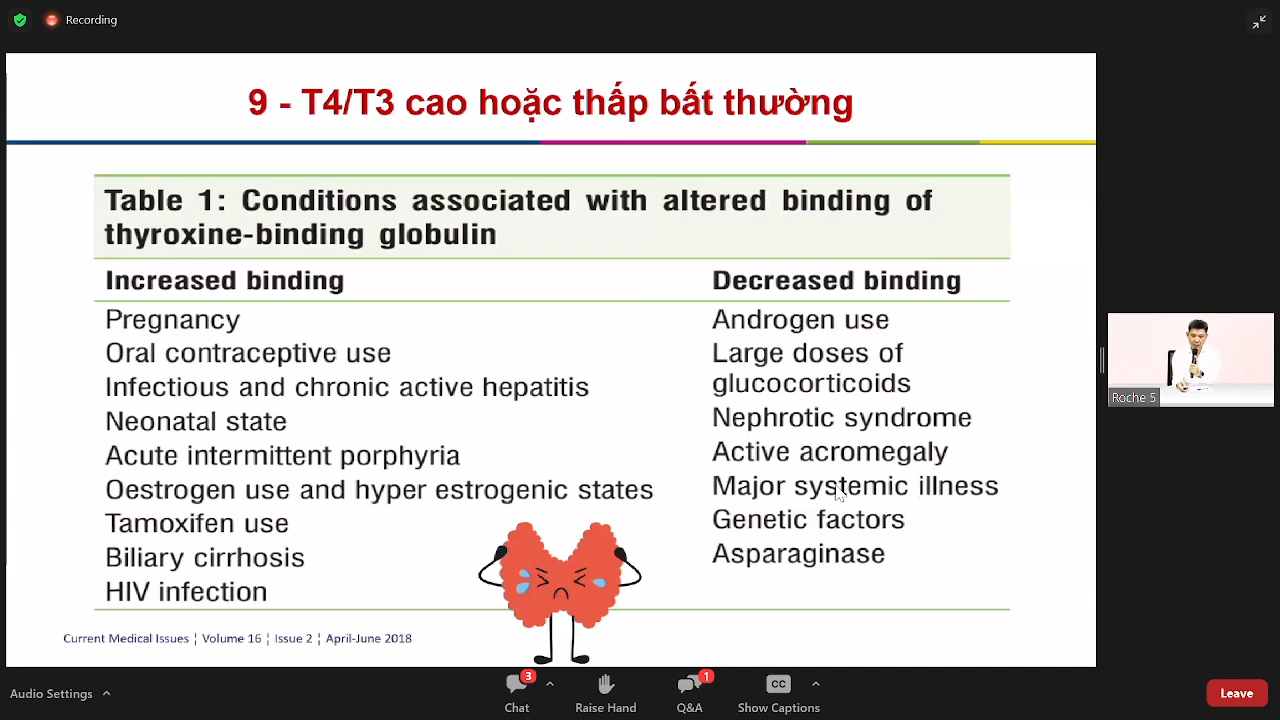 Recording
9 - T4/T3 cao hoặc thấp bất thường
Table 1: Conditions associated with altered binding of
thyroxine-binding globulin
Increased binding
Decreased binding
Pregnancy
Androgen use
Oral contraceptive use
Large doses of
glucocorticoids
Infectious and chronic active hepatitis
Nephrotic syndrome
Neonatal state
Active acromegaly
Acute intermittent porphyria
Major systemic illness
Oestrogen use and hyper estrogenic states
Genetic factors
Tamoxifen use
Asparaginase
Biliary cirrhosis
HIV infection
Current Medical Issues ¦ Volume 16 ¦ Issue 2 ¦ April-June 2018
Roche 5
Audio Settings
3
Chat
Raise Hand
1
Q&A
CC
Show Captions
Leave